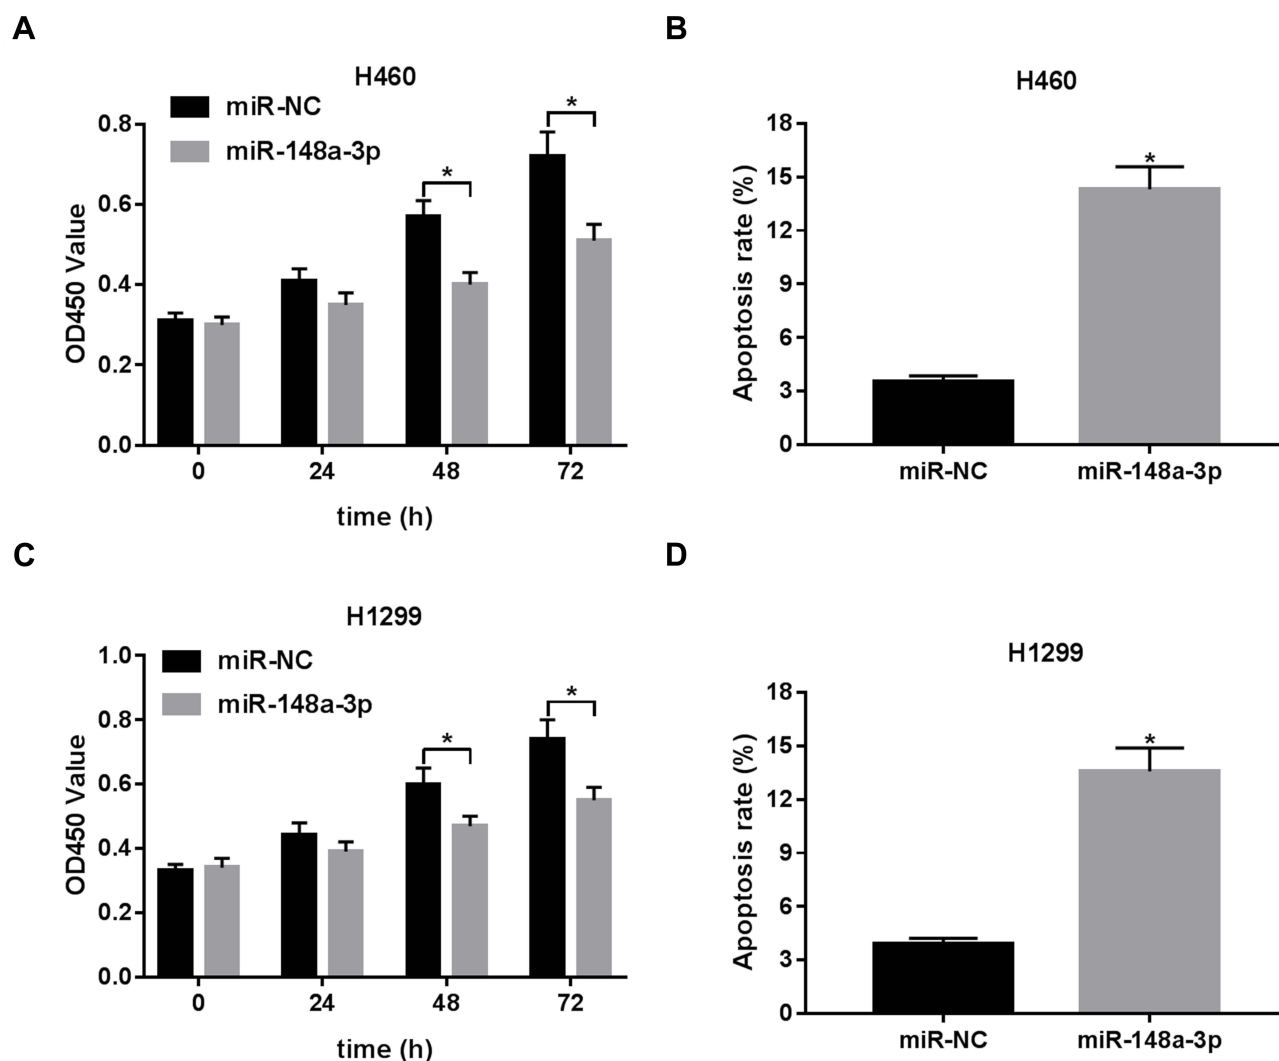 A
H460
miR-NC
miR-148a-3p
OD450 Value
0.8
0.6
0.4
0.2
0.0
*
*
0 24 48 72
time (h)
B
H460
Apoptosis rate (%)
18
15
12
9
6
3
0
*
miR-NC miR-148a-3p
C
H1299
miR-NC
miR-148a-3p
OD450 Value
1.0
0.8
0.6
0.4
0.2
0.0
*
*
0 24 48 72
time (h)
D
H1299
Apoptosis rate (%)
18
15
12
9
6
3
0
*
miR-NC miR-148a-3p